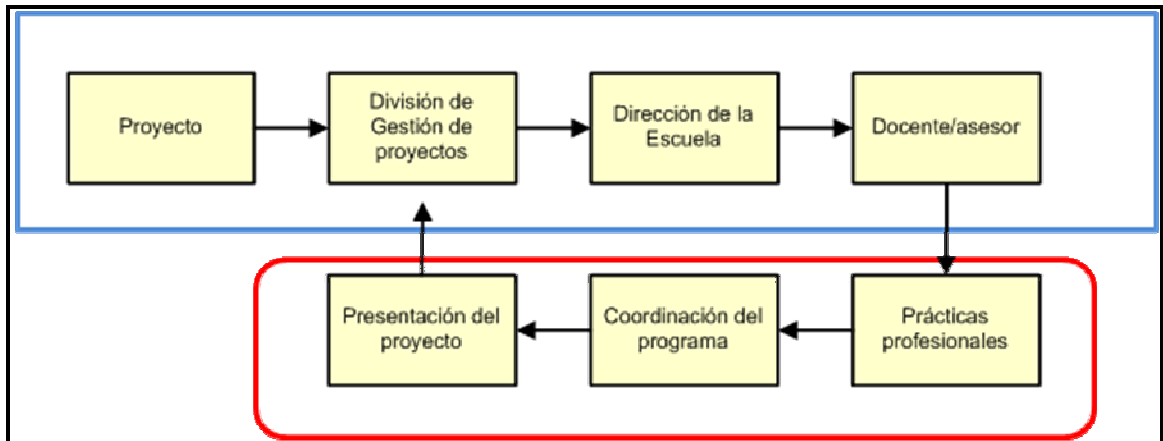 Proyecto
División de
Gestión de
proyectos
Dirección de la
Escuela
Docente/asesor
Presentación del
proyecto
Coordinación del
programa
Prácticas
profesionales